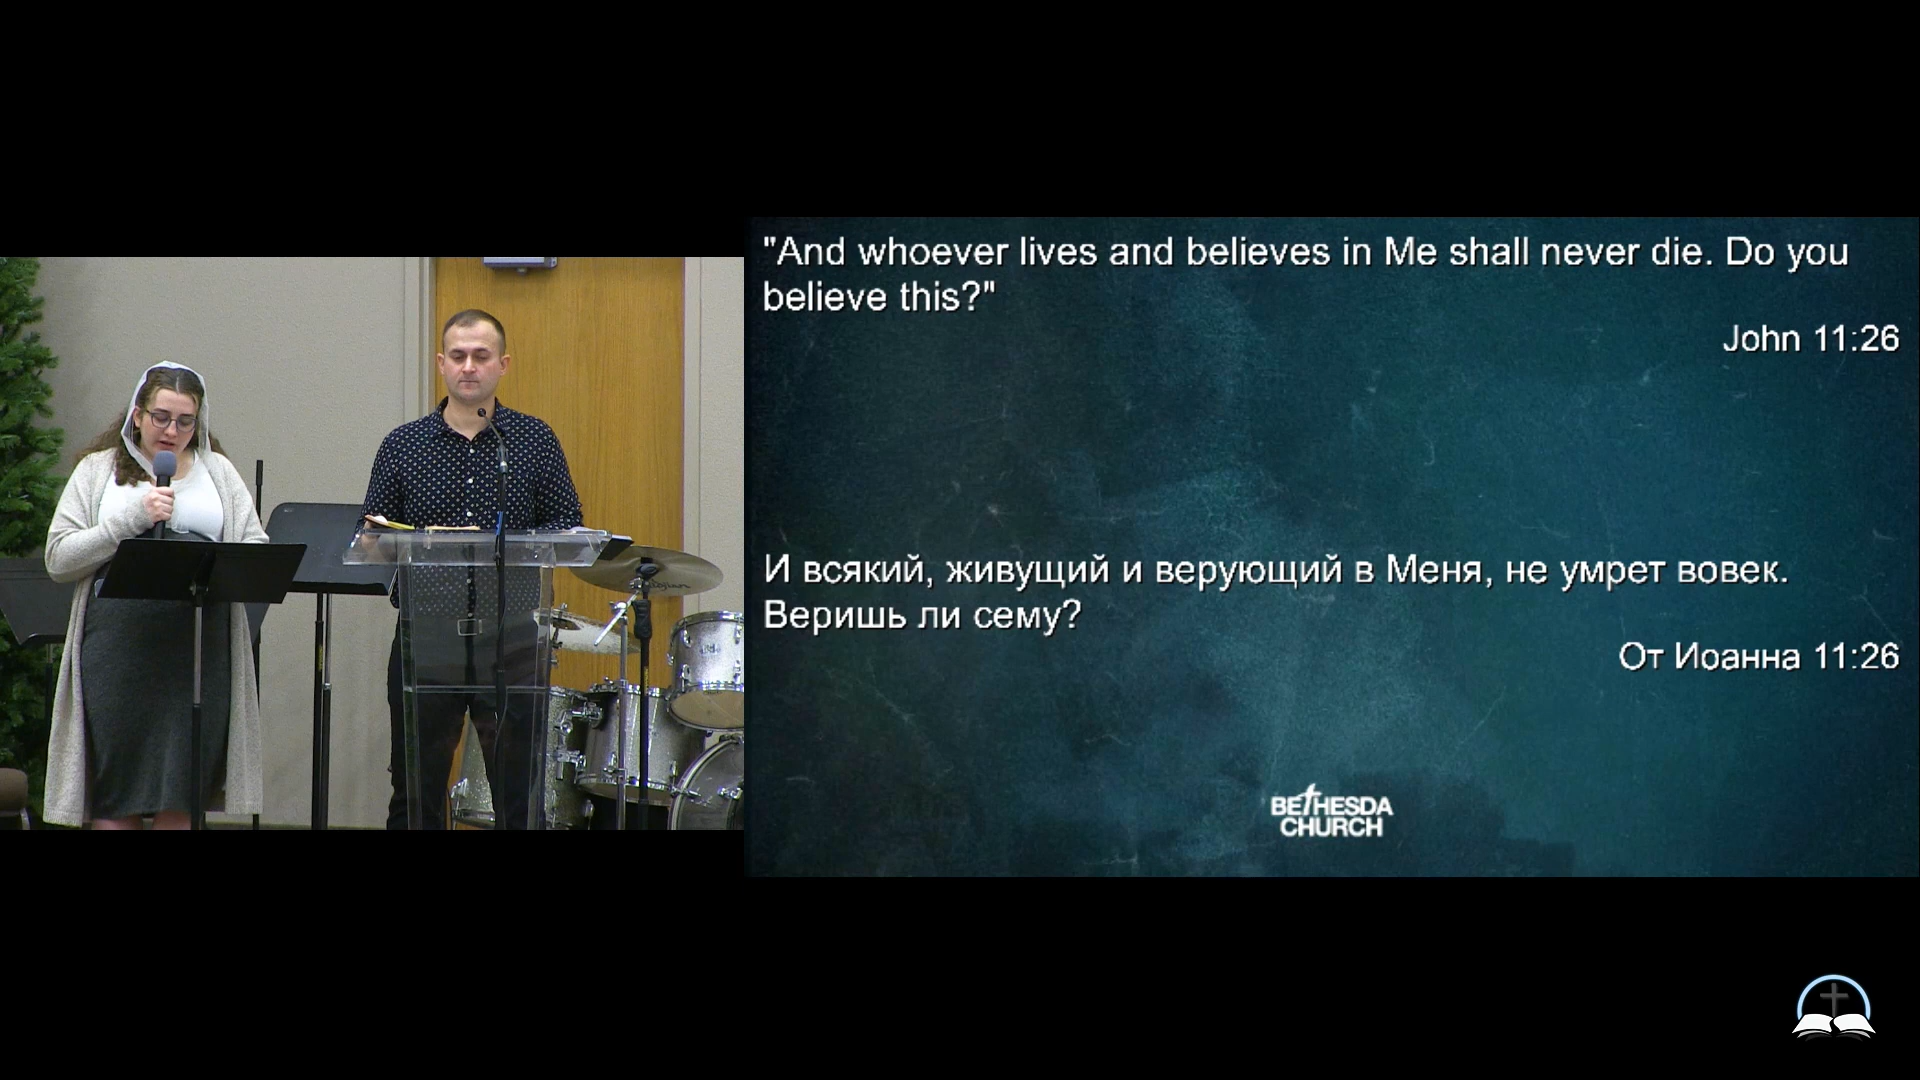 "And whoever lives and believes in Me shall never die. Do you
believe this?"
John 11:26
И всякий, живущий и верующий в Меня, не умрет вовек.
Веришь ли сему?
От Иоанна 11:26
BETHESDA
CHURCH